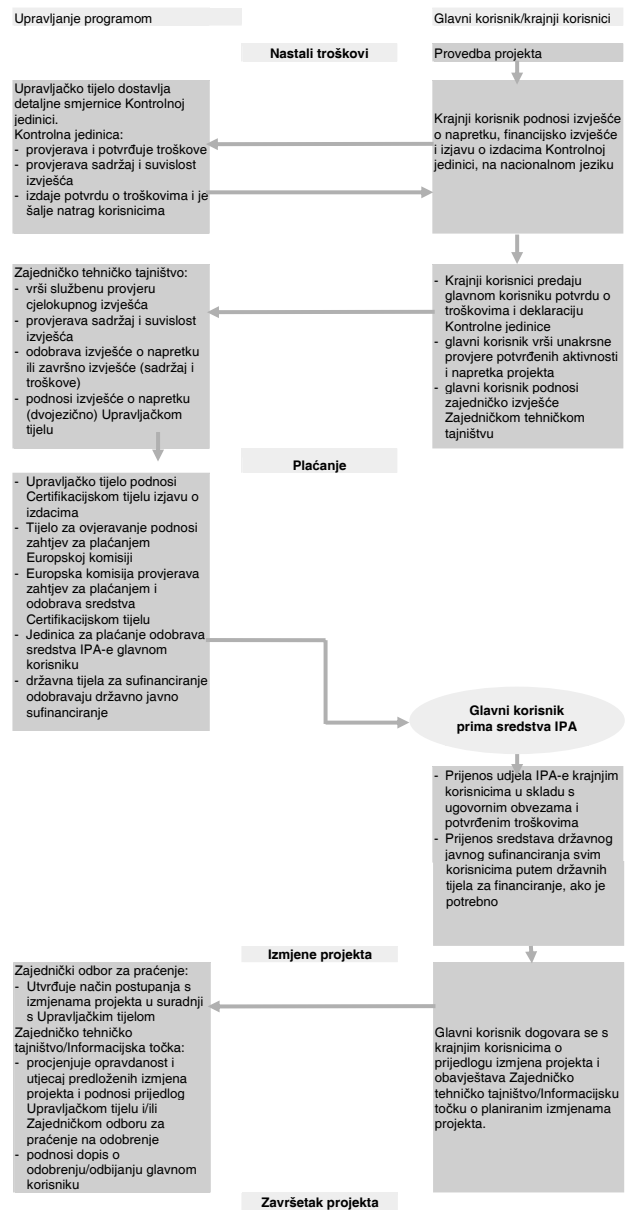 Upravljanje programom
Glavni korisnik/krajnji korisnici
Nastali troškovi
Provedba projekta
Upravljačko tijelo dostavlja
detaljne smjernice Kontrolnoj
jedinici.
Kontrolna jedinica:
- provjerava i potvrđuje troškove
- provjerava sadržaj i suvislost
izvješća
- izdaje potvrdu o troškovima i je
šalje natrag korisnicima
Krajnji korisnik podnosi izvješće
o napretku, financijsko izvješće
i izjavu o izdacima Kontrolnoj
jedinici, na nacionalnom jeziku
Zajedničko tehničko tajništvo:
- vrši službenu provjeru
cjelokupnog izvješća
- provjerava sadržaj i suvislost
izvješća
- odobrava izvješće o napretku
ili završno izvješće (sadržaj i
troškove)
- podnosi izvješće o napretku
(dvojezično) Upravljačkom
tijelu
- Krajnji korisnici predaju
glavnom korisniku potvrdu o
troškovima i deklaraciju
Kontrolne jedinice
- glavni korisnik vrši unakrsne
provjere potvrđenih aktivnosti
i napretka projekta
- glavni korisnik podnosi
zajedničko izvješće
Zajedničkom tehničkom
tajništvu
Plaćanje
- Upravljačko tijelo podnosi
Certifikacijskom tijelu izjavu o
izdacima
- Tijelo za ovjeravanje podnosi
zahtjev za plaćanjem
Europskoj komisiji
- Europska komisija provjerava
zahtjev za plaćanjem i
odobrava sredstva
Certifikacijskom tijelu
- Jedinica za plaćanje odobrava
sredstva IPA-e glavnom
korisniku
- državna tijela za sufinanciranje
odobravaju državno javno
sufinanciranje
Glavni korisnik
prima sredstva IPA
- Prijenos udjela IPA-e krajnjim
korisnicima u skladu s
ugovornim obvezama i
potvrđenim troškovima
- Prijenos sredstava državnog
javnog sufinanciranja svim
korisnicima putem državnih
tijela za financiranje, ako je
potrebno
Izmjene projekta
Zajednički odbor za praćenje:
- Utvrđuje način postupanja s
izmjenama projekta u suradnji
s Upravljačkim tijelom
Zajedničko tehničko
tajništvo/Informacijska točka:
- procjenjuje opravdanost i
utjecaj predloženih izmjena
projekta i podnosi prijedlog
Upravljačkom tijelu i/ili
Zajedničkom odboru za
praćenje na odobrenje
- podnosi dopis o
odobrenju/odbijanju glavnom
korisniku
Glavni korisnik dogovara se s
krajnjim korisnicima o
prijedlogu izmjena projekta i
obavještava Zajedničko
tehničko tajništvo/Informacijsku
točku o planiranim izmjenama
projekta.
Završetak projekta